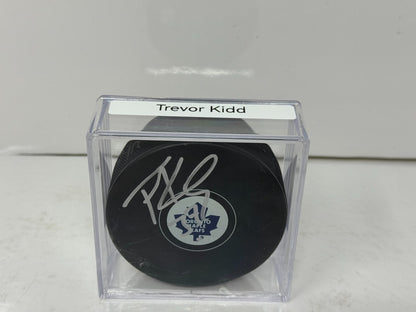 Trevor Kidd
TORONTO
MAPLE
LEAFS